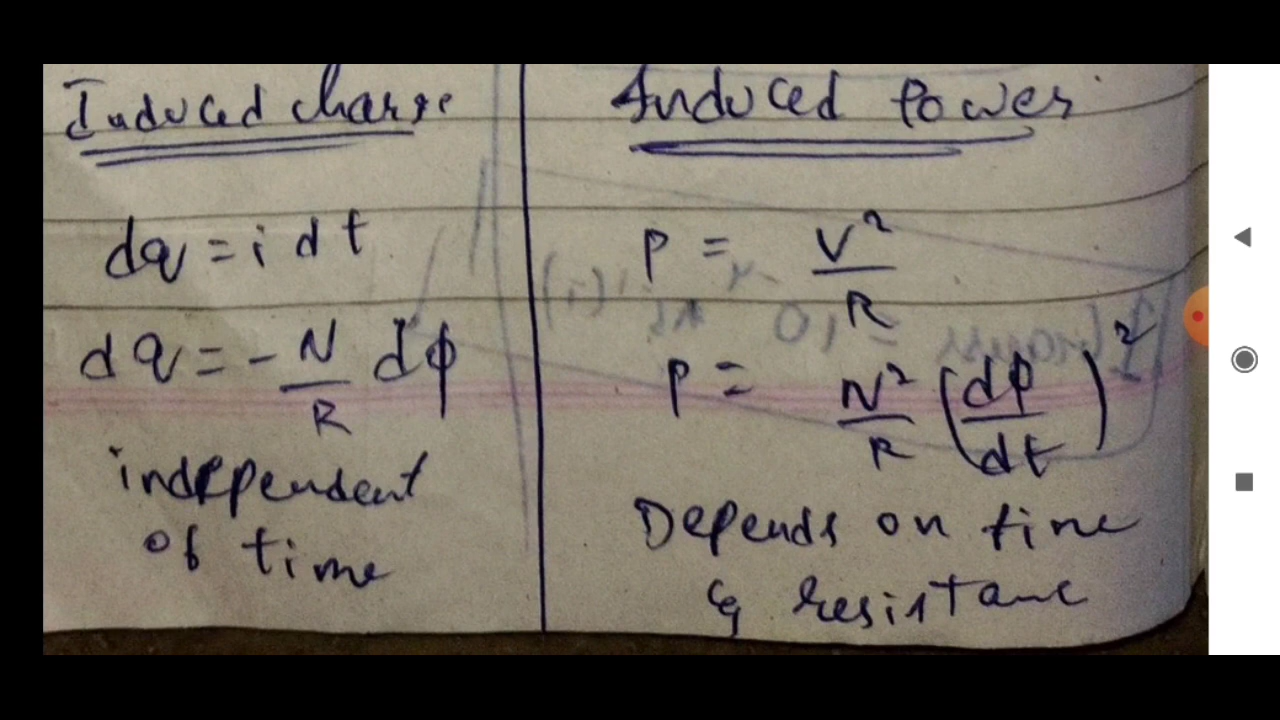 Induced charge
dq = i dt
dq = - N/R dφ
independent
of time
Induced Power
P = V²/R
P = N²/R (dφ/dt)²
Depends on time
& resistance